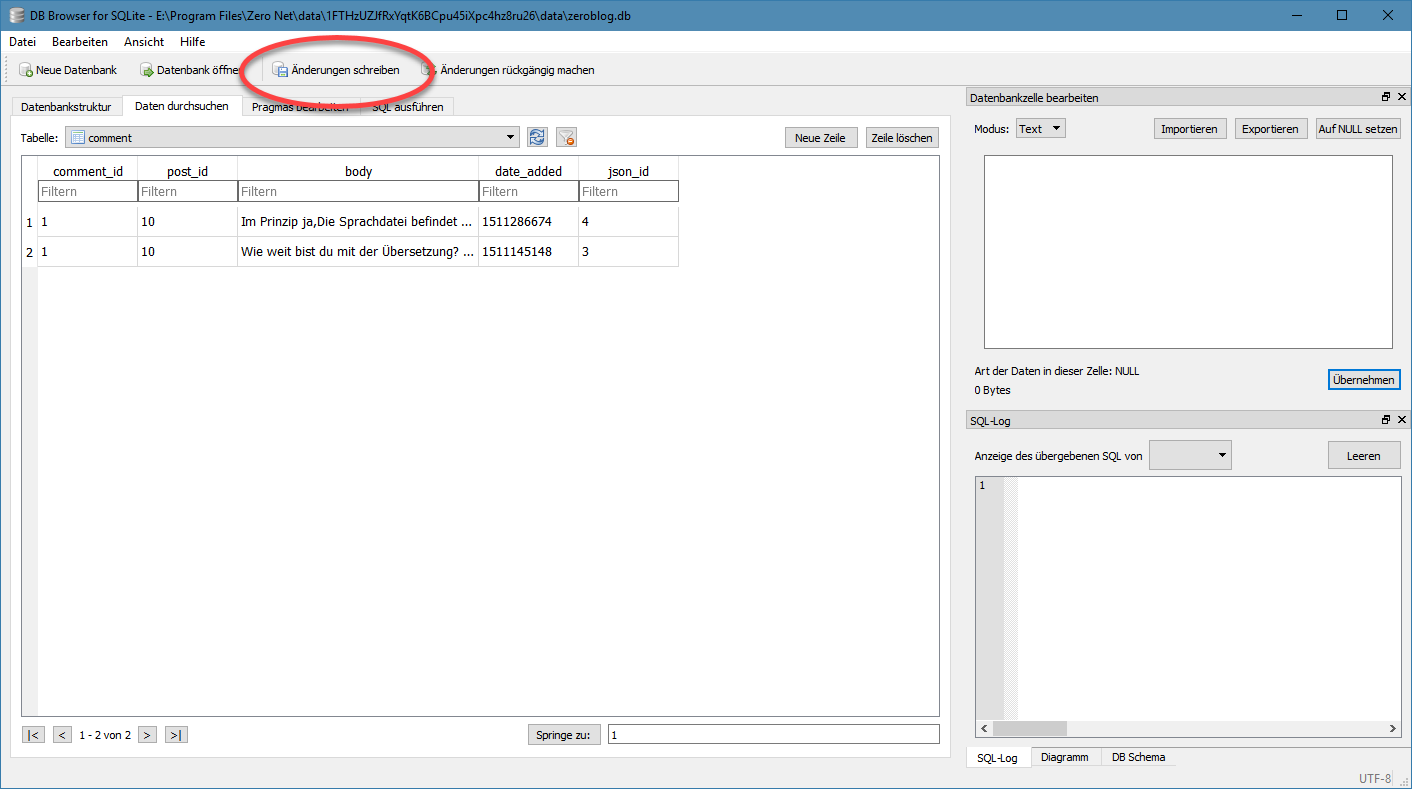 DB Browser for SQLite - E:\Program Files\Zero Net\data\1FTHzUZJfRxYqtK6BCpu45iXpc4hz8ru26\data\zeroblog.db
Datei Bearbeiten Ansicht Hilfe
Neue Datenbank Datenbank öffnen Änderungen schreiben Änderungen rückgängig machen
Datenbankstruktur Daten durchsuchen Pragmas bearbeiten SQL ausführen
Tabelle: comment Neue Zeile Zeile löschen
comment_id post_id body date_added json_id
Filtern Filtern Filtern Filtern Filtern
1 1 10 Im Prinzip ja,Die Sprachdatei befindet ... 1511286674 4
2 1 10 Wie weit bist du mit der Übersetzung? ... 1511145148 3
|< < 1 - 2 von 2 > >| Springe zu: 1
Datenbankzelle bearbeiten
Modus: Text Importieren Exportieren Auf NULL setzen
Art der Daten in dieser Zelle: NULL
0 Bytes
Übernehmen
SQL-Log
Anzeige des übergebenen SQL von Leeren
1
SQL-Log Diagramm DB Schema
UTF-8